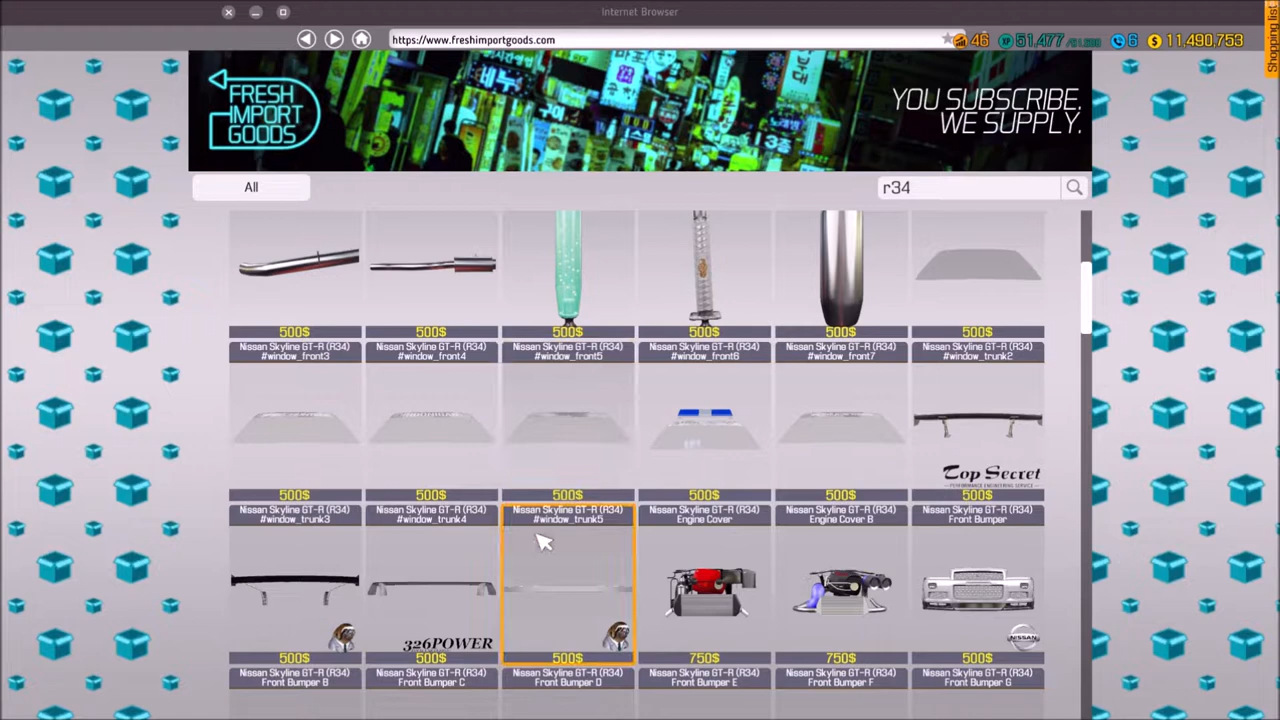 Internet Browser
https://www.freshimportgoods.com
46
51,477
6
11,490,753
Shopping list
FRESH
IMPORT
GOODS
YOU SUBSCRIBE.
WE SUPPLY.
All
r34
500$ 500$ 500$ 500$ 500$ 500$
Nissan Skyline GT-R (R34) #window_front3
Nissan Skyline GT-R (R34) #window_front4
Nissan Skyline GT-R (R34) #window_front5
Nissan Skyline GT-R (R34) #window_front6
Nissan Skyline GT-R (R34) #window_front7
Nissan Skyline GT-R (R34) #window_trunk2
Top Secret
500$ 500$ 500$ 500$ 500$ 500$
Nissan Skyline GT-R (R34) #window_trunk3
Nissan Skyline GT-R (R34) #window_trunk4
Nissan Skyline GT-R (R34) #window_trunk5
Nissan Skyline GT-R (R34) Engine Cover
Nissan Skyline GT-R (R34) Engine Cover B
Nissan Skyline GT-R (R34) Front Bumper
326POWER
NISSAN
500$ 500$ 500$ 750$ 750$ 500$
Nissan Skyline GT-R (R34) Front Bumper B
Nissan Skyline GT-R (R34) Front Bumper C
Nissan Skyline GT-R (R34) Front Bumper D
Nissan Skyline GT-R (R34) Front Bumper E
Nissan Skyline GT-R (R34) Front Bumper F
Nissan Skyline GT-R (R34) Front Bumper G